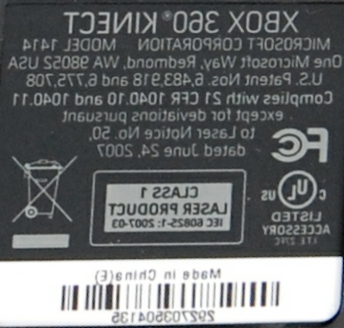 XBOX 360® KINECT
MICROSOFT CORPORATION MODEL 1414
One Microsoft Way, Redmond, WA 98052 USA
U.S. Patent Nos. 6,483,918 and 6,775,708
Complies with 21 CFR 1040.10 and 1040.11
except for deviations pursuant
to Laser Notice No. 50,
dated June 24, 2007
FC
c UL us
LISTED
ACCESSORY
I.T.E. 27FC
CLASS 1
LASER PRODUCT
IEC 60825-1: 2007-03
Made in China(E)
292703504135